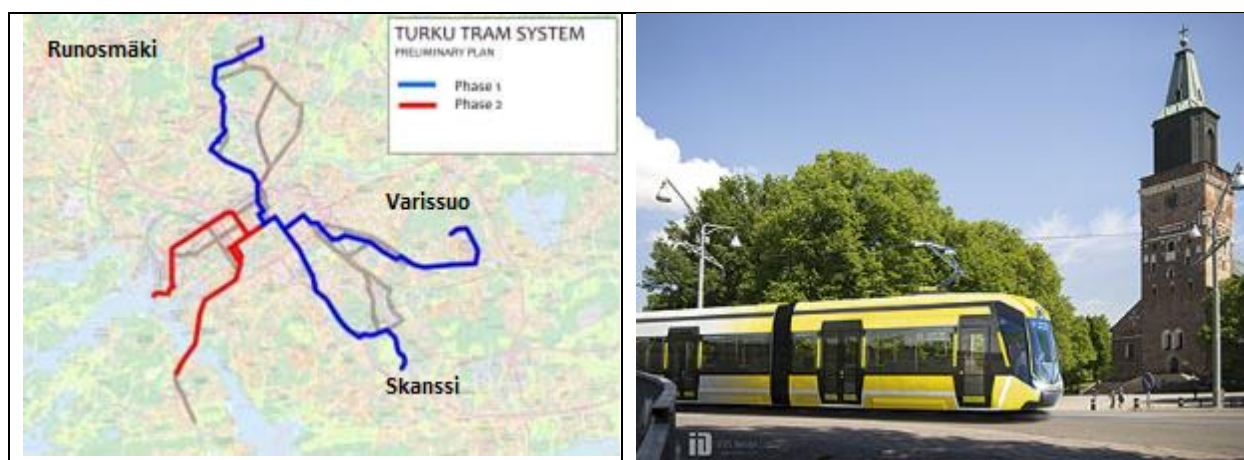 Runosmäki
TURKU TRAM SYSTEM
PRELIMINARY PLAN
Phase 1
Phase 2
Varissuo
Skanssi